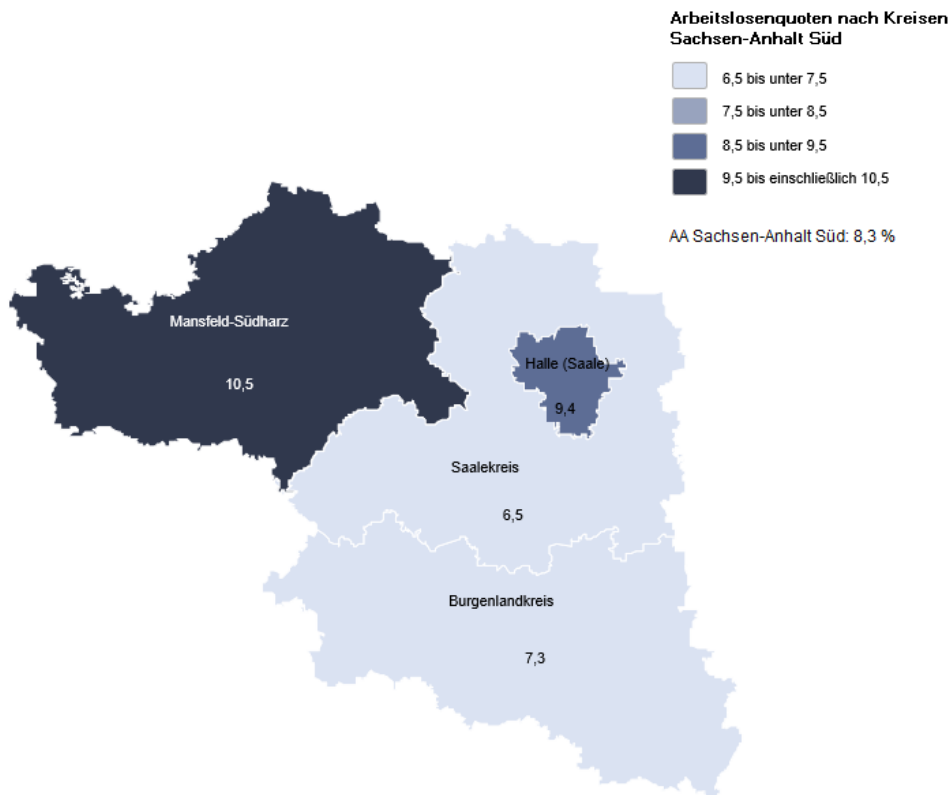 Arbeitslosenquoten nach Kreisen
Sachsen-Anhalt Süd
6,5 bis unter 7,5
7,5 bis unter 8,5
8,5 bis unter 9,5
9,5 bis einschließlich 10,5
AA Sachsen-Anhalt Süd: 8,3 %
Mansfeld-Südharz
10,5
Halle (Saale)
9,4
Saalekreis
6,5
Burgenlandkreis
7,3